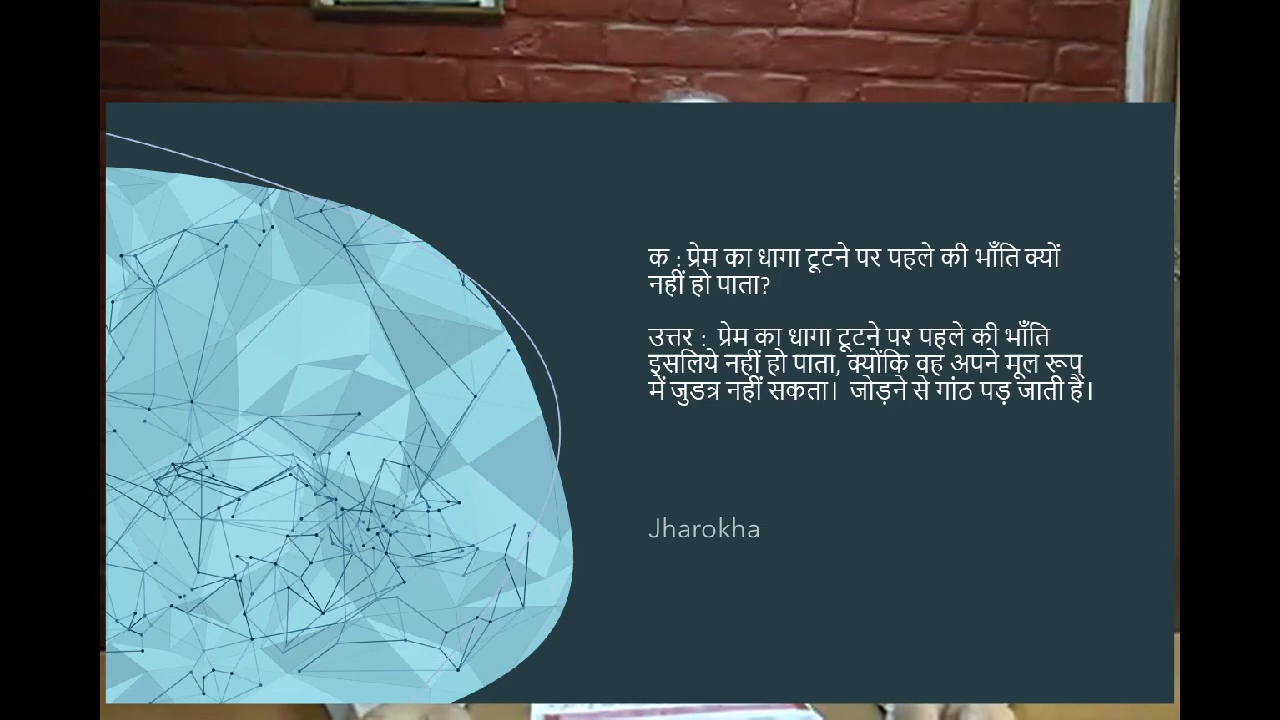 क : प्रेम का धागा टूटने पर पहले की भाँति क्यों
नहीं हो पाता?
उत्तर :  प्रेम का धागा टूटने पर पहले की भाँति
इसलिये नहीं हो पाता, क्योंकि वह अपने मूल रूप
में जुडत्र नहीं सकता।  जोड़ने से गांठ पड़ जाती है।
Jharokha